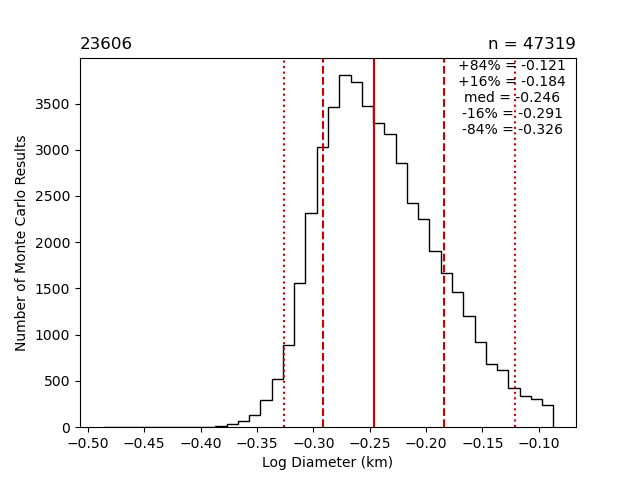 23606
n = 47319
+84% = -0.121
+16% = -0.184
med = -0.246
-16% = -0.291
-84% = -0.326
Number of Monte Carlo Results
3500
3000
2500
2000
1500
1000
500
0
−0.50 −0.45 −0.40 −0.35 −0.30 −0.25 −0.20 −0.15 −0.10
Log Diameter (km)